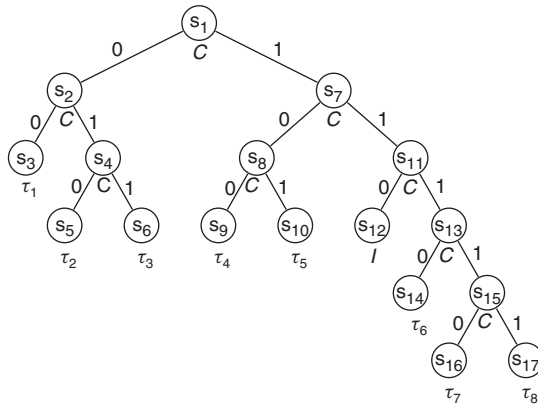 s1
0 C 1
s2 s7
0 C 1 0 C 1
s3 s4 s8 s11
τ1 0 C 1 0 C 1 0 C 1
s5 s6 s9 s10 s12 s13
τ2 τ3 τ4 τ5 I 0 C 1
s14 s15
τ6 0 C 1
s16 s17
τ7 τ8